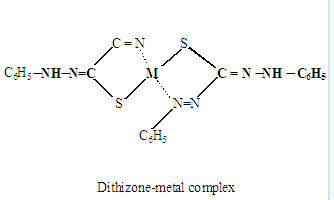 C = N S
C₆H₅–NH–N=C M C = N –NH – C₆H₅
S N=N
C₆H₅
Dithizone-metal complex